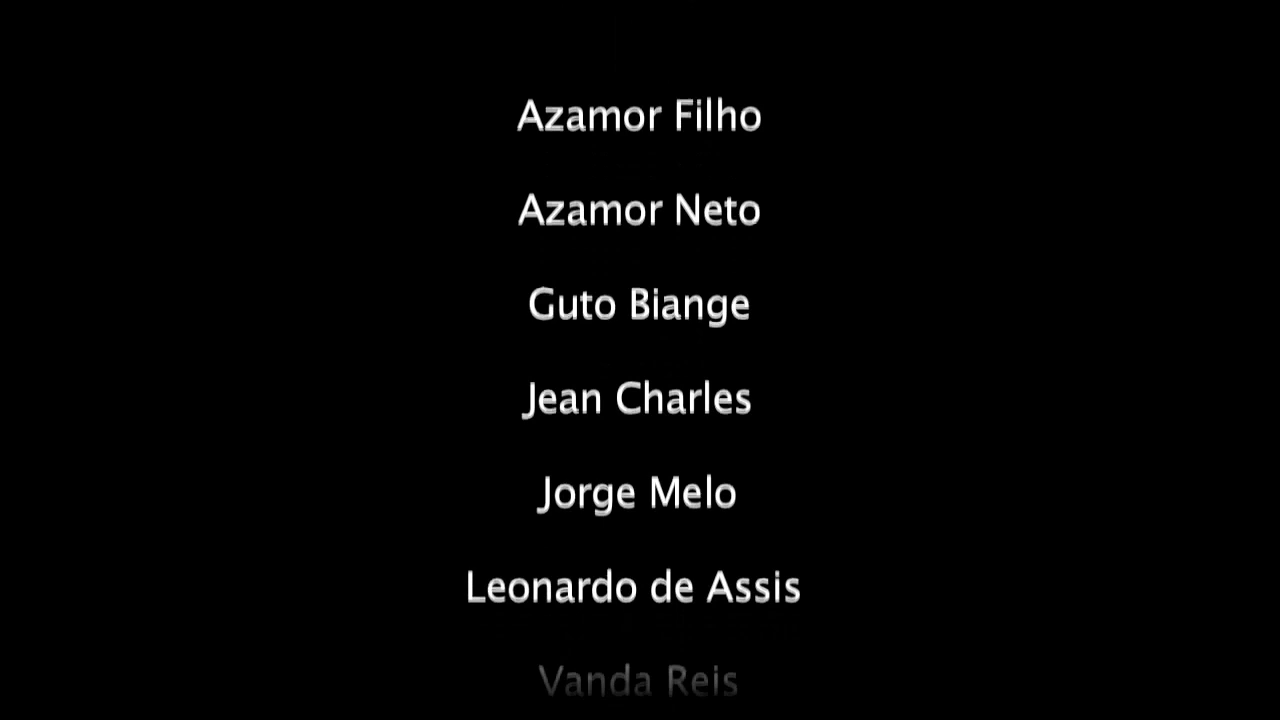 Azamor Filho
Azamor Neto
Guto Biange
Jean Charles
Jorge Melo
Leonardo de Assis
Vanda Reis